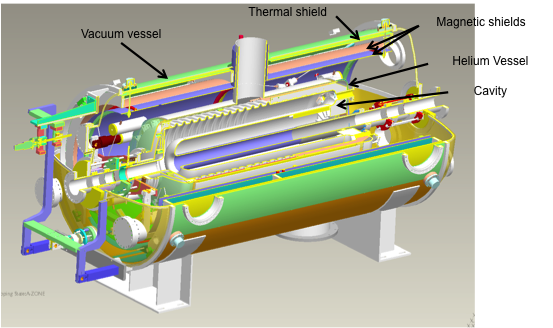 Thermal shield
Magnetic shields
Vacuum vessel
Helium Vessel
Cavity